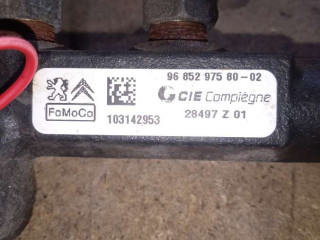 96 852 975 80-02
CIE Compiègne
FoMoCo
103142953
28497 Z 01